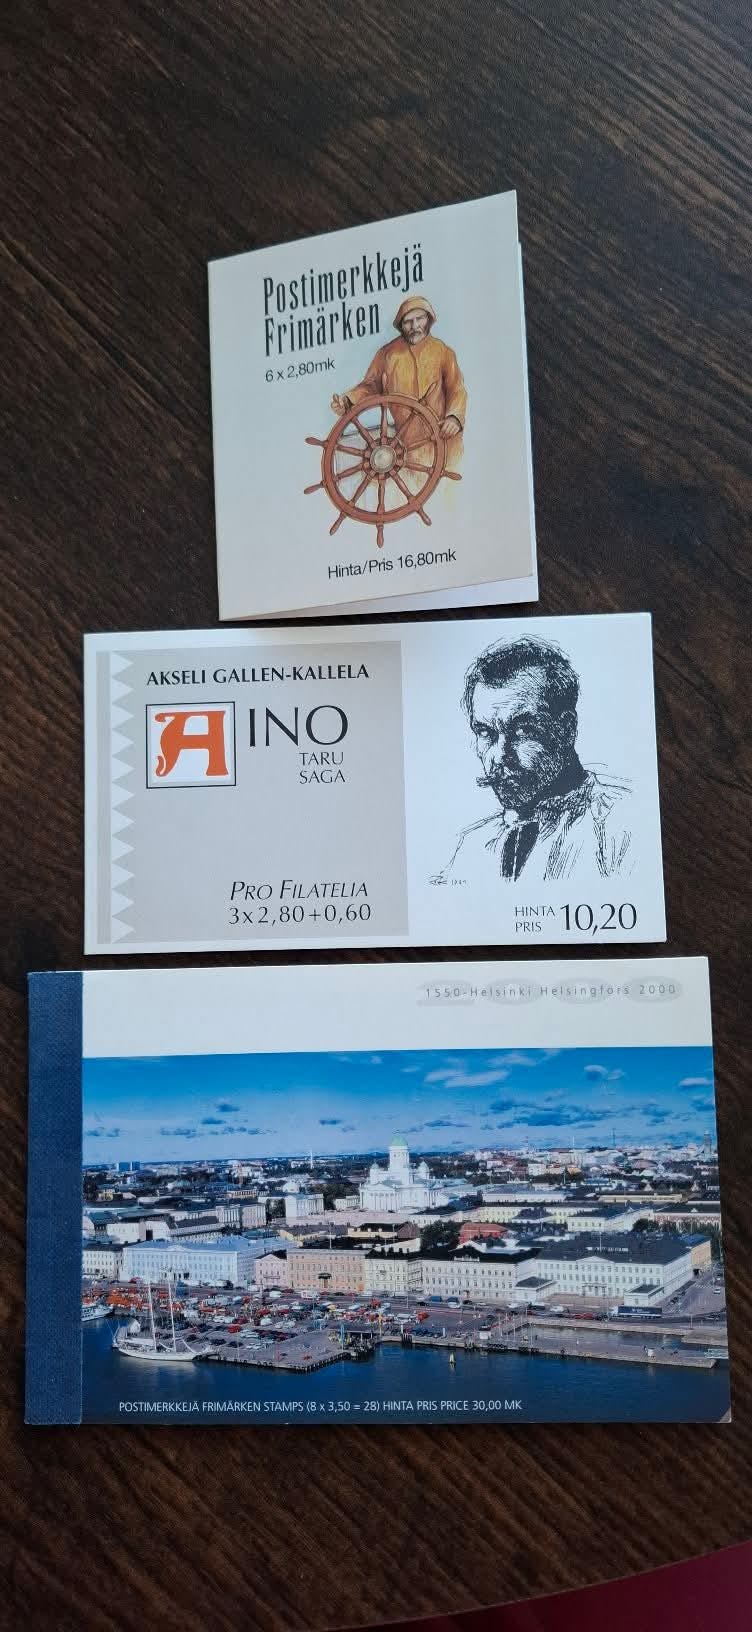 Postimerkkejä
Frimärken
6 x 2,80mk
Hinta/Pris 16,80mk
AKSELI GALLEN-KALLELA
AINO
TARU
SAGA
PRO FILATELIA
3x2,80+0,60
HINTA
PRIS 10,20
1550-Helsinki Helsingfors 2000
POSTIMERKKEJÄ FRIMÄRKEN STAMPS (8 x 3,50 = 28) HINTA PRIS PRICE 30,00 MK